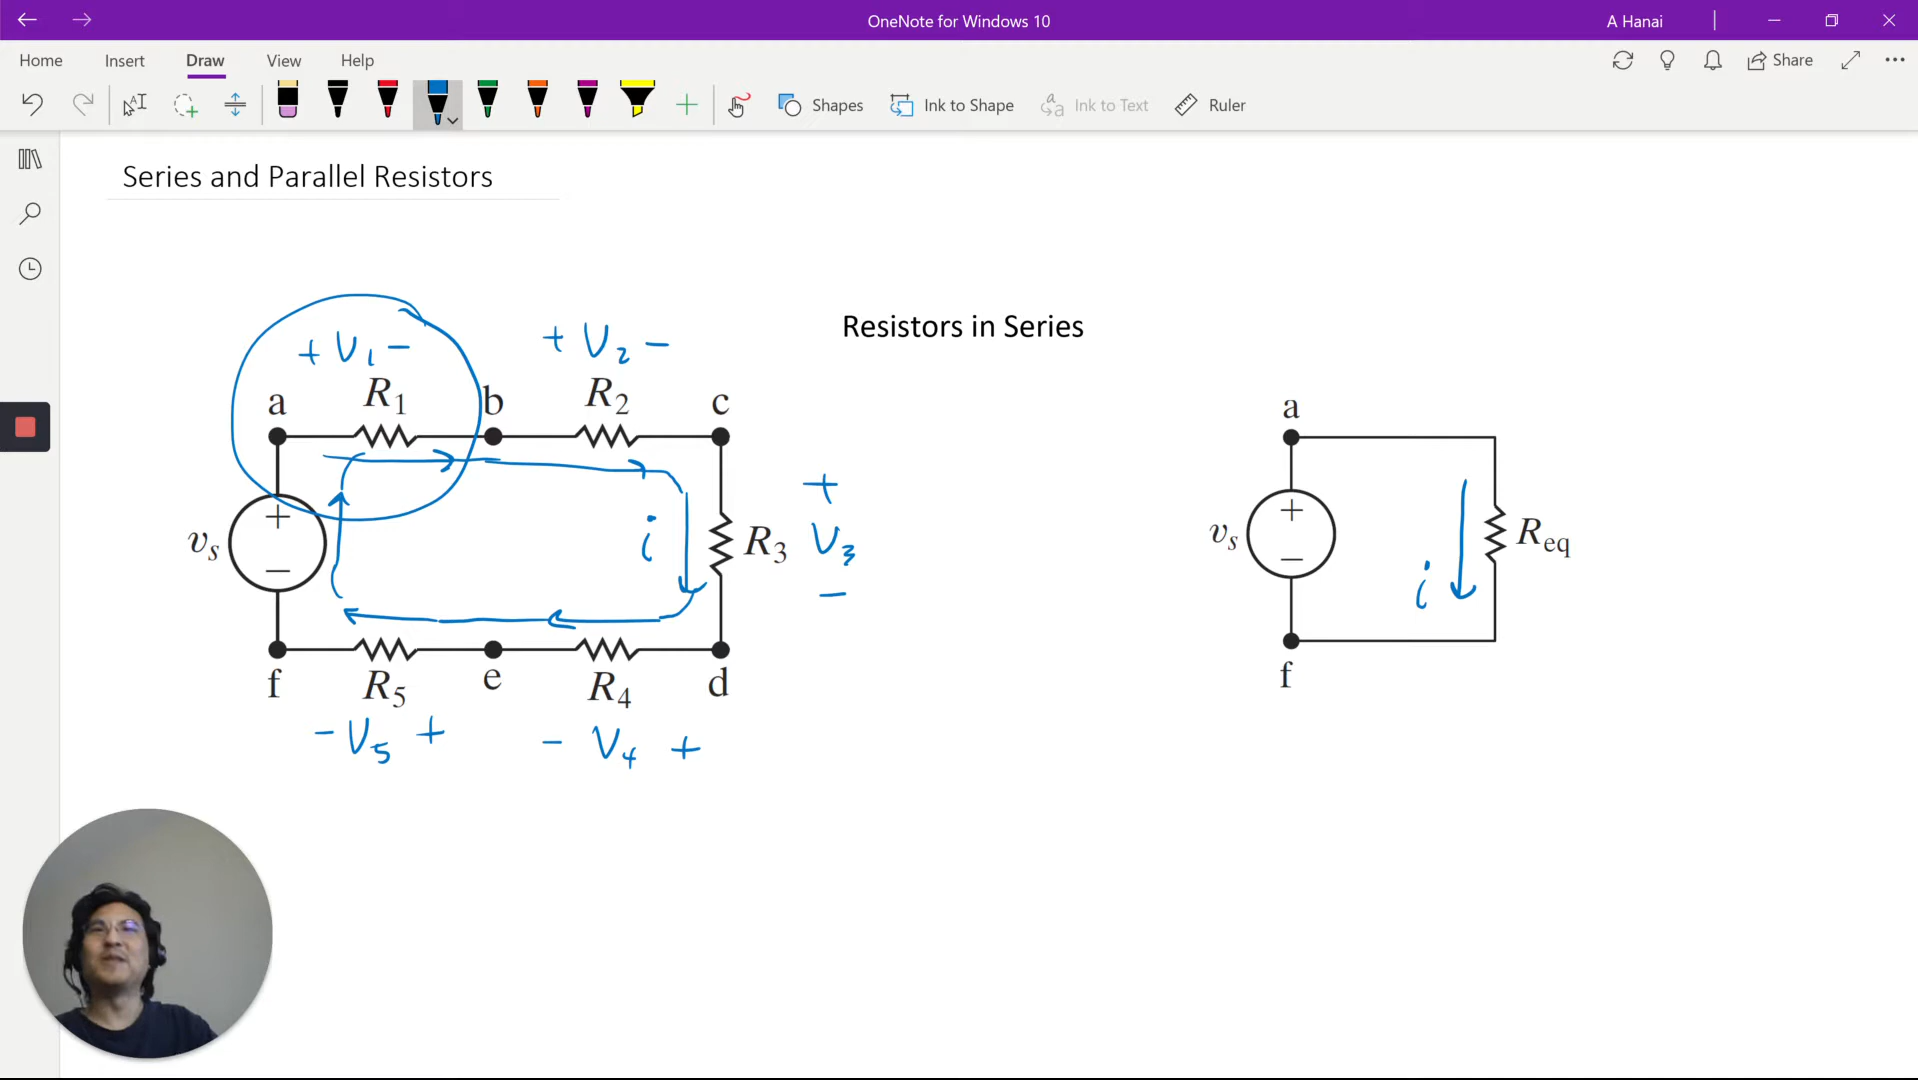 OneNote for Windows 10
A Hanai
Home Insert Draw View Help
Share
Shapes
Ink to Shape
Ink to Text
Ruler
Series and Parallel Resistors
Resistors in Series
+ V1 -
+ V2 -
a R1 b R2 c
vs + -
i
R3
+
V3
-
f R5 e R4 d
- V5 +
- V4 +
a
vs + -
i
Req
f